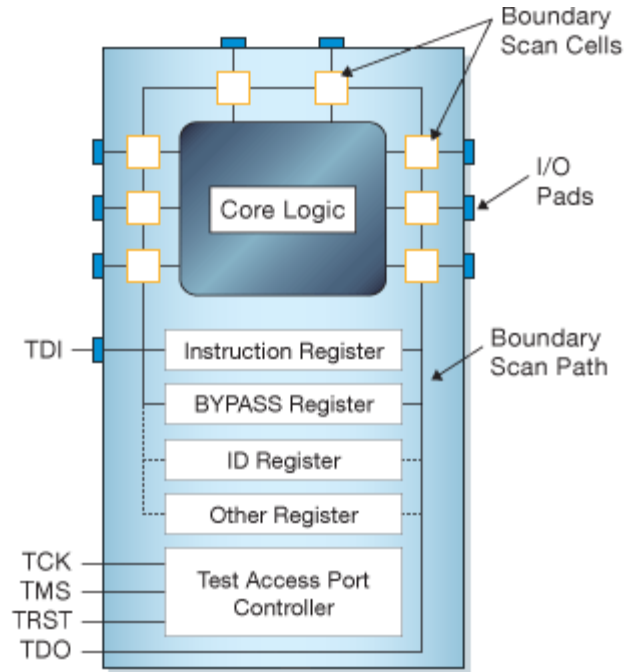 Boundary
Scan Cells
I/O
Pads
Core Logic
TDI
Instruction Register
Boundary
Scan Path
BYPASS Register
ID Register
Other Register
TCK
TMS
TRST
TDO
Test Access Port
Controller